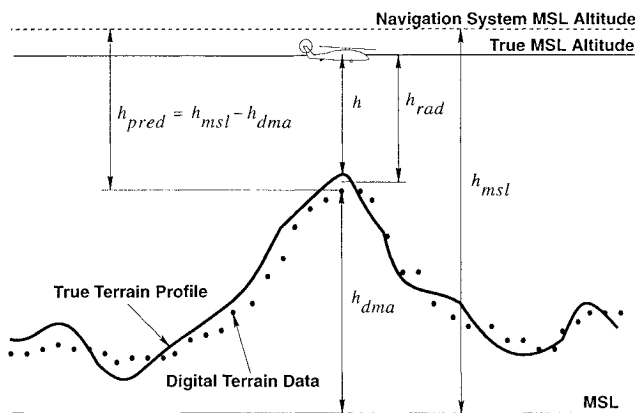 Navigation System MSL Altitude
True MSL Altitude
h_pred = h_msl - h_dma
h
h_rad
h_msl
h_dma
True Terrain Profile
Digital Terrain Data
MSL